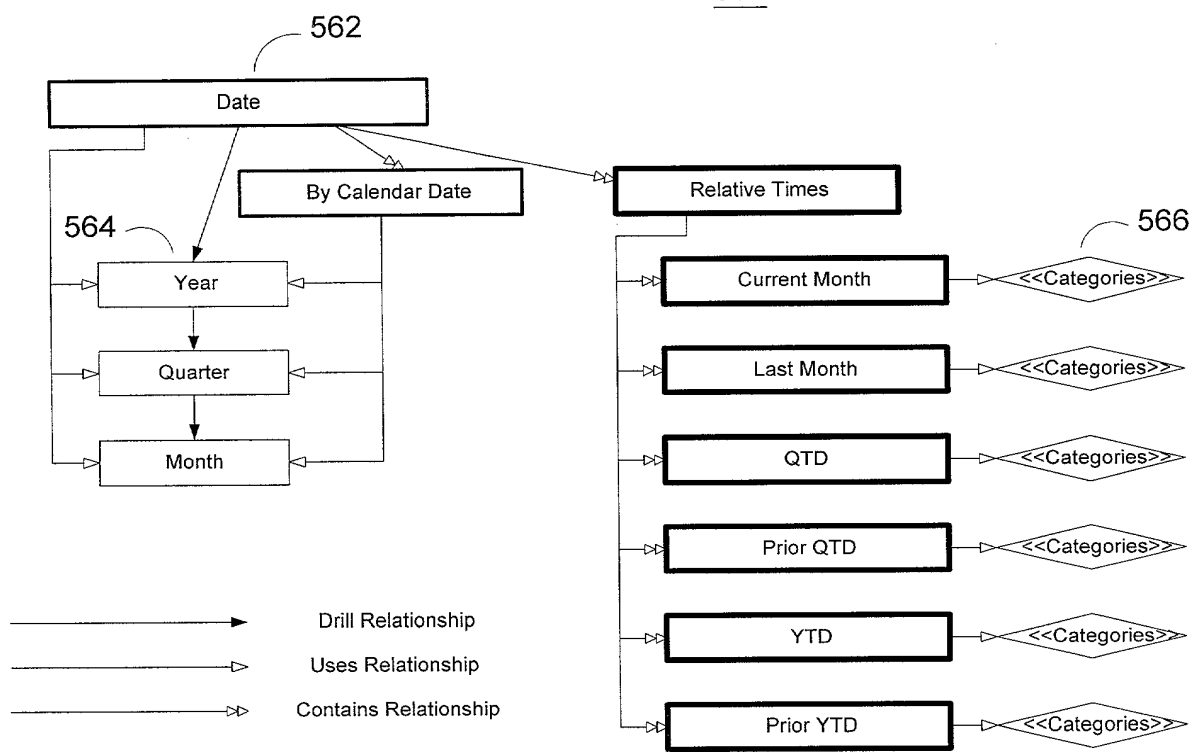 562
Date
By Calendar Date
Relative Times
564
566
Year
Current Month
<<Categories>>
Quarter
Last Month
<<Categories>>
Month
QTD
<<Categories>>
Prior QTD
<<Categories>>
Drill Relationship
YTD
<<Categories>>
Uses Relationship
Contains Relationship
Prior YTD
<<Categories>>